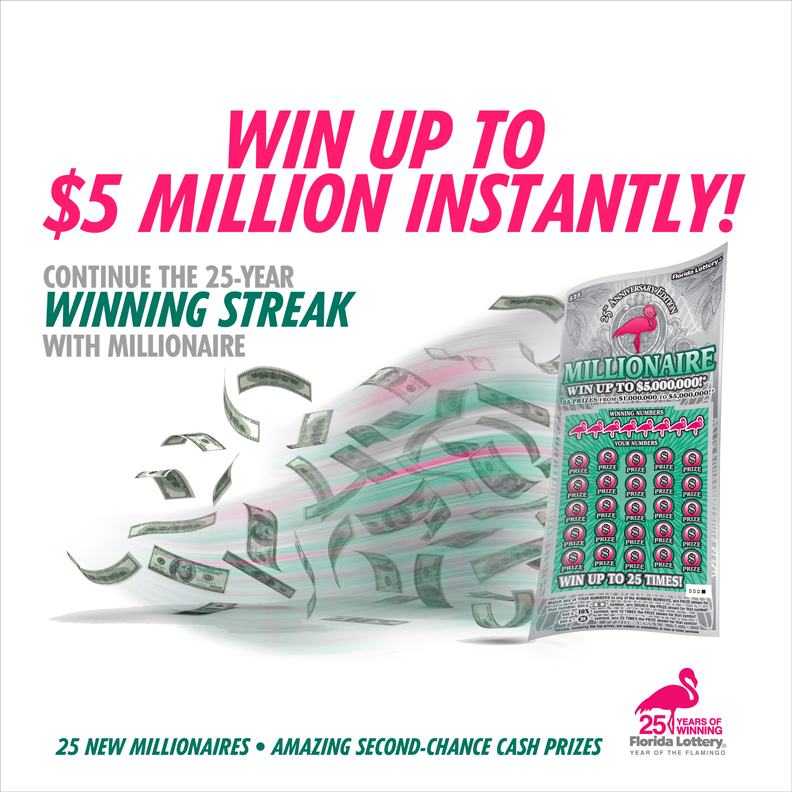 WIN UP TO
$5 MILLION INSTANTLY!
CONTINUE THE 25-YEAR
WINNING STREAK
WITH MILLIONAIRE
Florida Lottery
$25
25th ANNIVERSARY EDITION
MILLIONAIRE
WIN UP TO $5,000,000!
25 PRIZES FROM $1,000,000 TO $5,000,000!
WINNING NUMBERS
YOUR NUMBERS
$ $ $ $ $
PRIZE PRIZE PRIZE PRIZE PRIZE
$ $ $ $ $
PRIZE PRIZE PRIZE PRIZE PRIZE
$ $ $ $ $
PRIZE PRIZE PRIZE PRIZE PRIZE
$ $ $ $ $
PRIZE PRIZE PRIZE PRIZE PRIZE
$ $ $ $ $
PRIZE PRIZE PRIZE PRIZE PRIZE
WIN UP TO 25 TIMES!
25 NEW MILLIONAIRES • AMAZING SECOND-CHANCE CASH PRIZES
25 YEARS OF
WINNING
Florida Lottery®
YEAR OF THE FLAMINGO